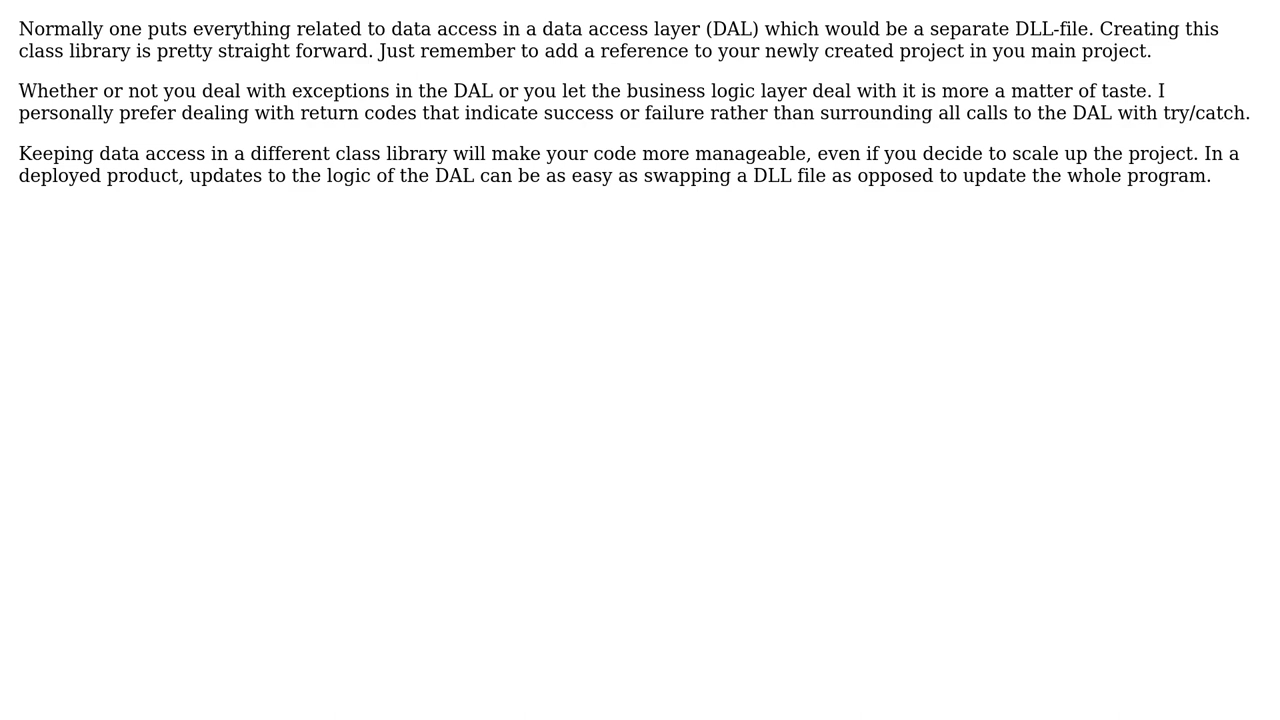 Normally one puts everything related to data access in a data access layer (DAL) which would be a separate DLL-file. Creating this
class library is pretty straight forward. Just remember to add a reference to your newly created project in you main project.
Whether or not you deal with exceptions in the DAL or you let the business logic layer deal with it is more a matter of taste. I
personally prefer dealing with return codes that indicate success or failure rather than surrounding all calls to the DAL with try/catch.
Keeping data access in a different class library will make your code more manageable, even if you decide to scale up the project. In a
deployed product, updates to the logic of the DAL can be as easy as swapping a DLL file as opposed to update the whole program.